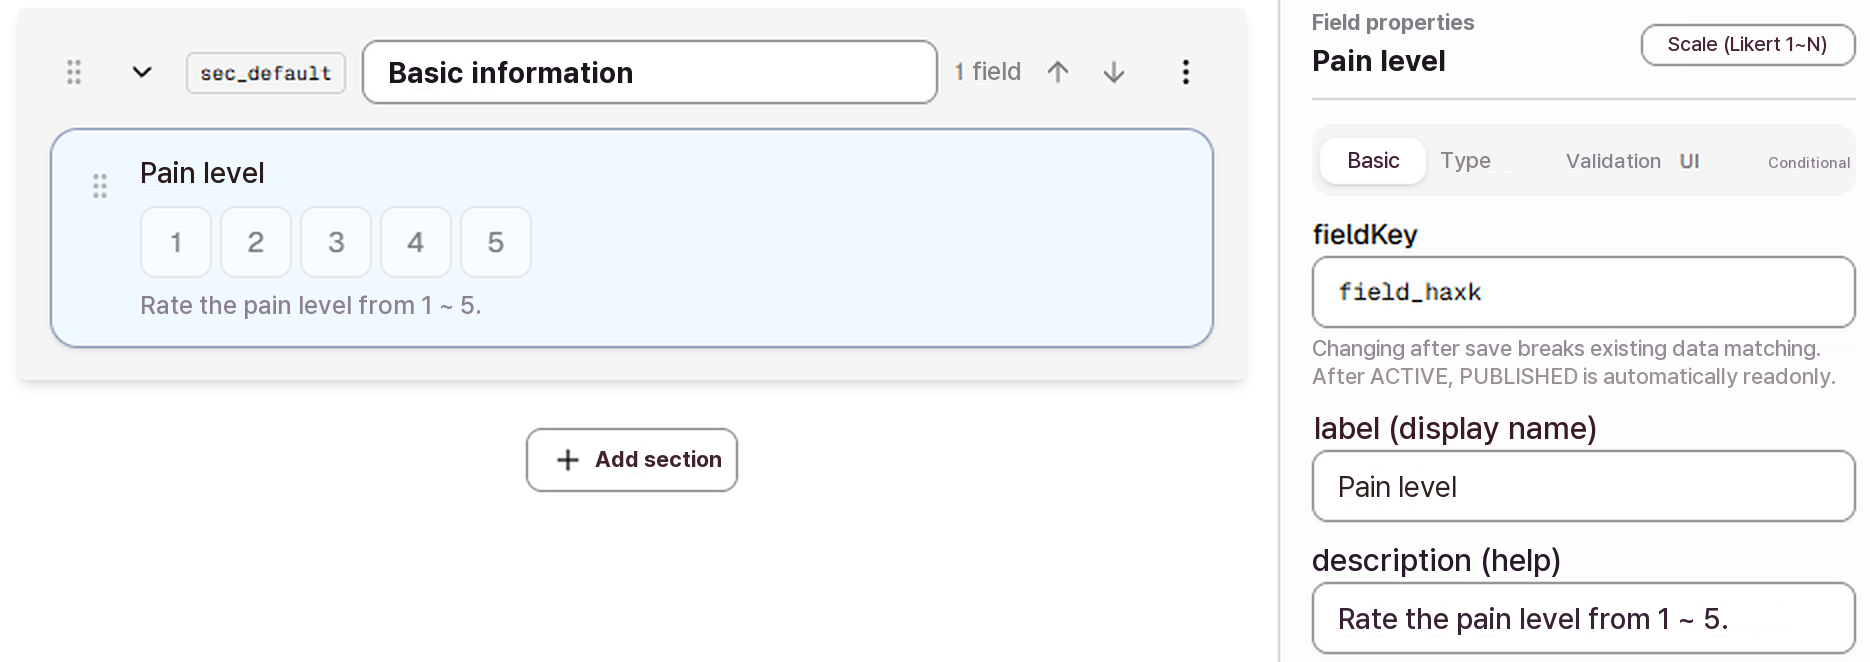 sec_default
Basic information
1 field
Pain level
1 2 3 4 5
Rate the pain level from 1 ~ 5.
Add section
Field properties
Pain level
Scale (Likert 1~N)
Basic Type Validation UI Conditional
fieldKey
field_haxk
Changing after save breaks existing data matching.
After ACTIVE, PUBLISHED is automatically readonly.
label (display name)
Pain level
description (help)
Rate the pain level from 1 ~ 5.